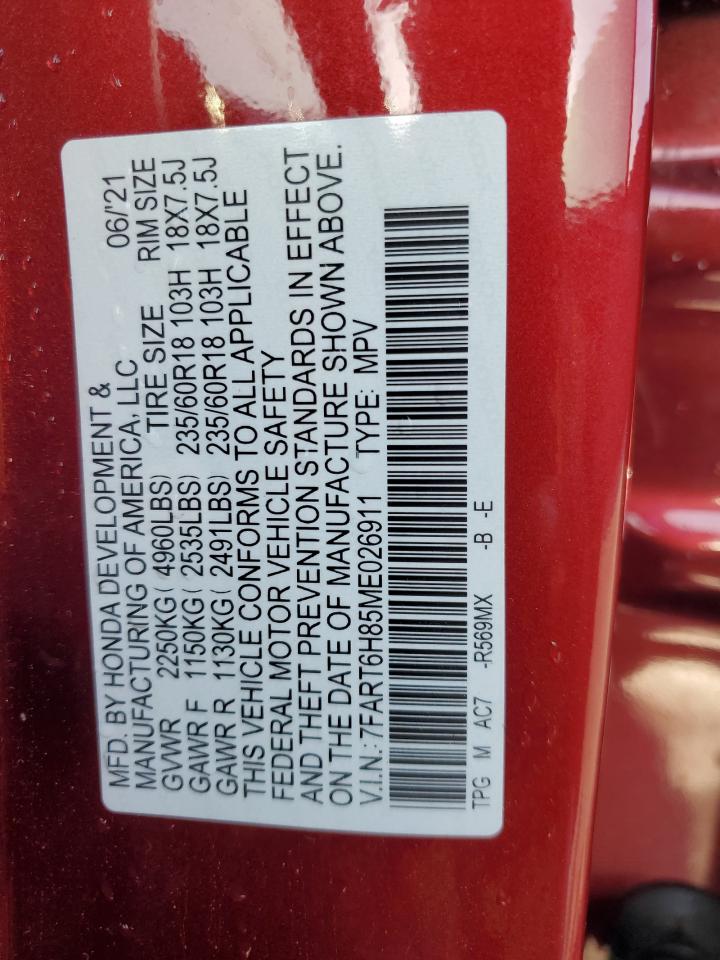 MFD. BY HONDA DEVELOPMENT &
MANUFACTURING OF AMERICA, LLC 06/'21
GVWR 2250KG( 4960LBS) TIRE SIZE RIM SIZE
GAWR F 1150KG( 2535LBS) 235/60R18 103H 18X7.5J
GAWR R 1130KG( 2491LBS) 235/60R18 103H 18X7.5J
THIS VEHICLE CONFORMS TO ALL APPLICABLE
FEDERAL MOTOR VEHICLE SAFETY
AND THEFT PREVENTION STANDARDS IN EFFECT
ON THE DATE OF MANUFACTURE SHOWN ABOVE.
V.I.N.: 7FART6H85ME026911 TYPE: MPV
TPG M AC7 -R569MX -B -E